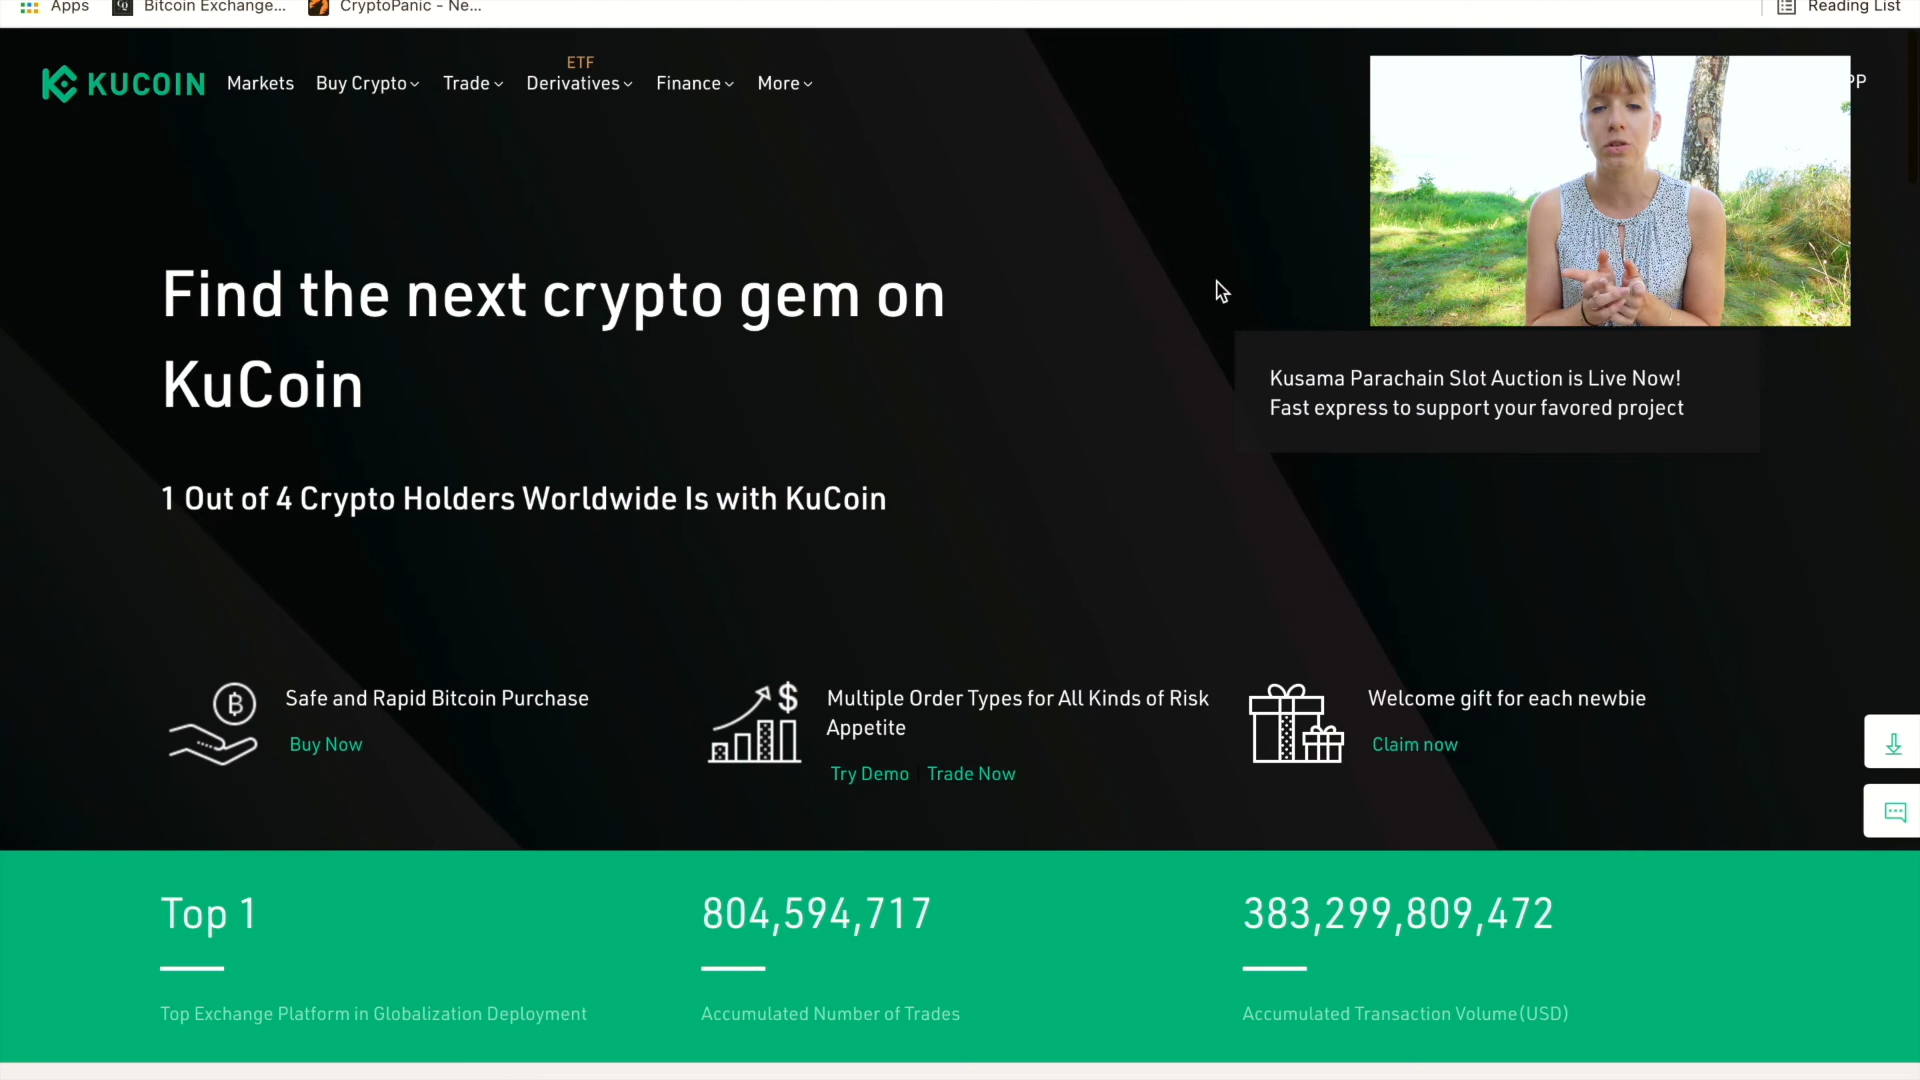 Apps
Bitcoin Exchange...
CryptoPanic - Ne...
Reading List
KUCOIN
Markets
Buy Crypto
Trade
ETF
Derivatives
Finance
More
Find the next crypto gem on
KuCoin
1 Out of 4 Crypto Holders Worldwide Is with KuCoin
Kusama Parachain Slot Auction is Live Now!
Fast express to support your favored project
Safe and Rapid Bitcoin Purchase
Buy Now
Multiple Order Types for All Kinds of Risk
Appetite
Try Demo Trade Now
Welcome gift for each newbie
Claim now
Top 1
Top Exchange Platform in Globalization Deployment
804,594,717
Accumulated Number of Trades
383,299,809,472
Accumulated Transaction Volume(USD)